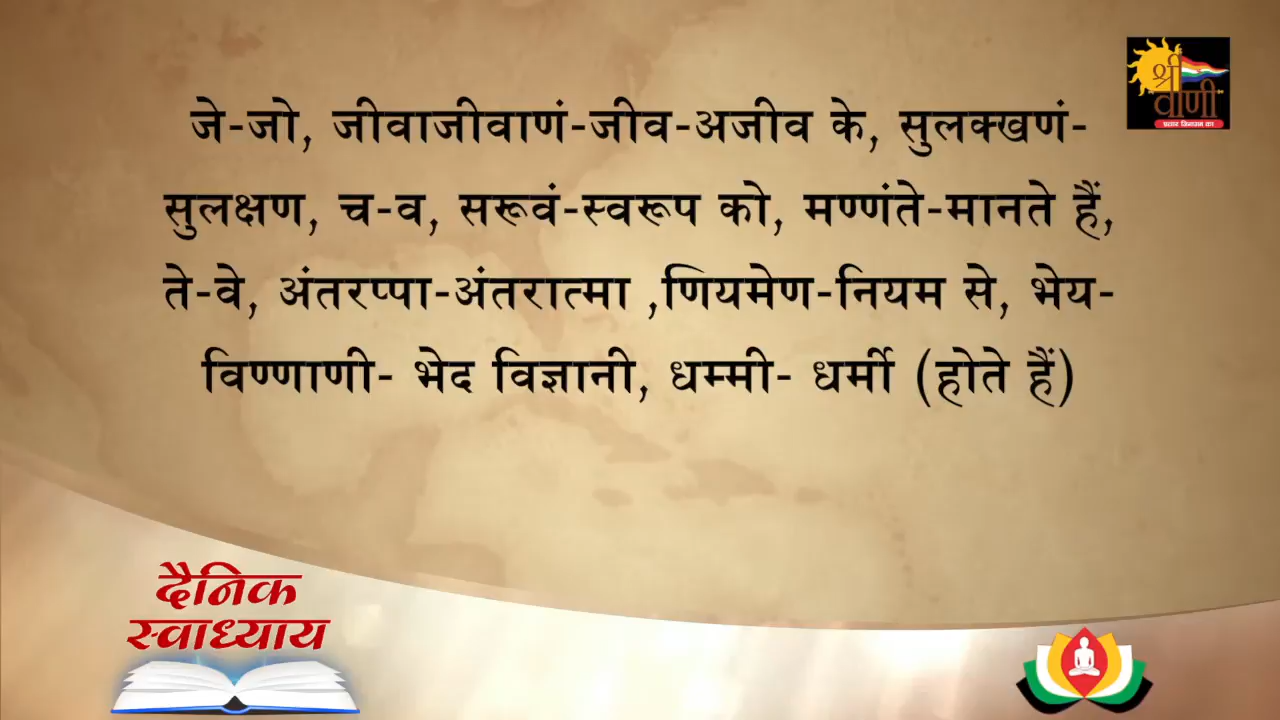 जे-जो, जीवाजीवाणं-जीव-अजीव के, सुलक्खणं-
सुलक्षण, च-व, सरूवं-स्वरूप को, मण्णंते-मानते हैं,
ते-वे, अंतरप्पा-अंतरात्मा ,णियमेण-नियम से, भेय-
विण्णाणी- भेद विज्ञानी, धम्मी- धर्मी (होते हैं)
श्री
वाणी
दैनिक
स्वाध्याय